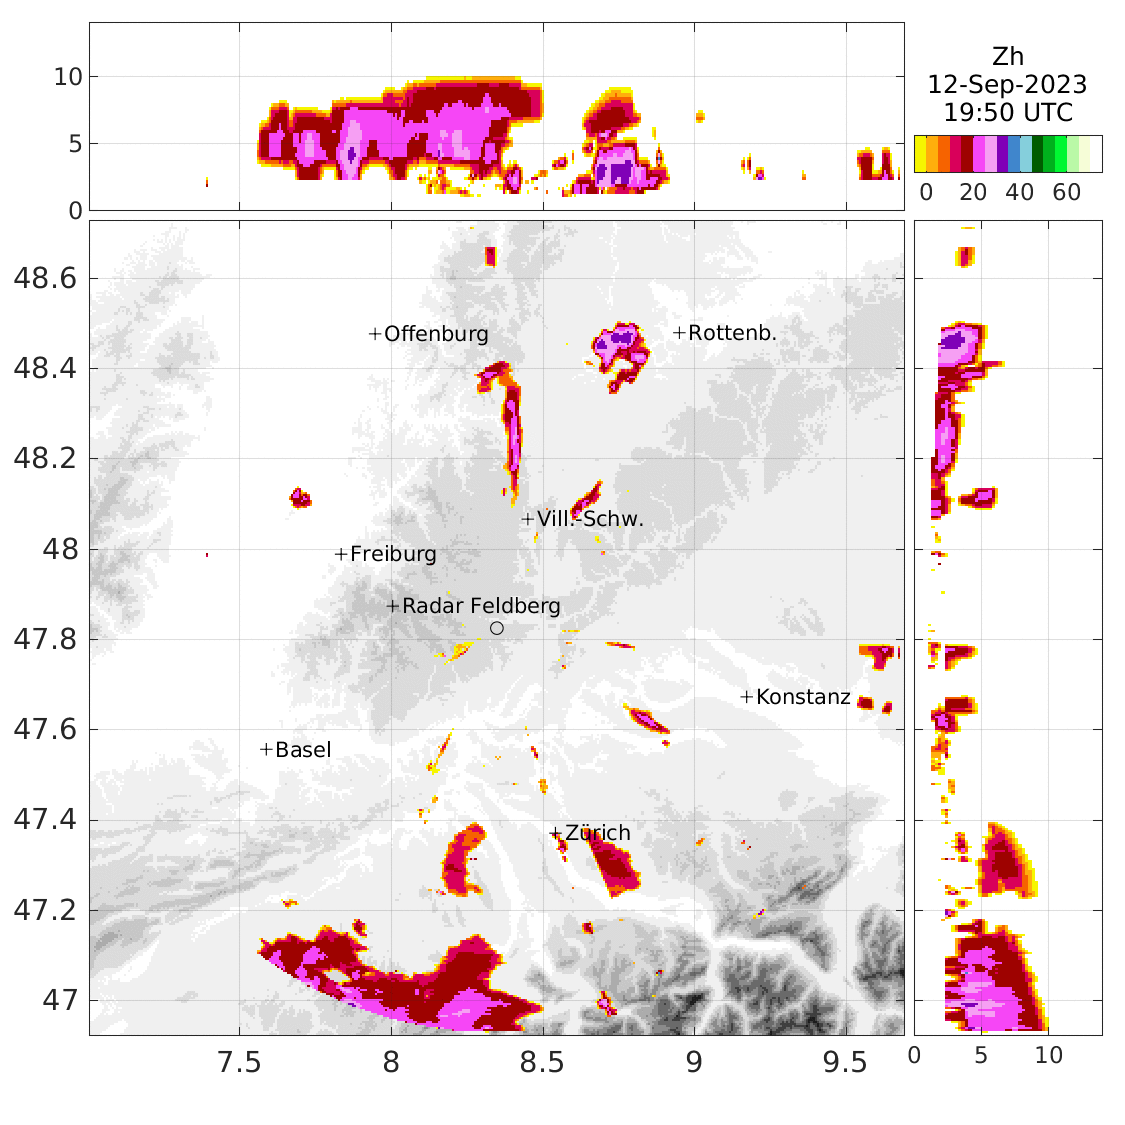 Zh
12-Sep-2023
19:50 UTC
0 20 40 60
10
5
0
48.6
48.4
48.2
48
47.8
47.6
47.4
47.2
47
+Offenburg
+Rottenb.
+Vill.-Schw.
+Freiburg
+Radar Feldberg
+Konstanz
+Basel
+Zürich
7.5 8 8.5 9 9.5
0 5 10